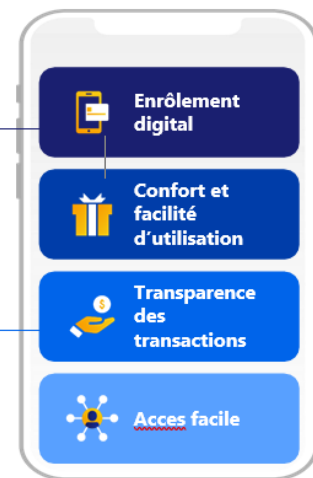 Enrôlement
digital
Confort et
facilité
d’utilisation
$
Transparence
des
transactions
Acces facile